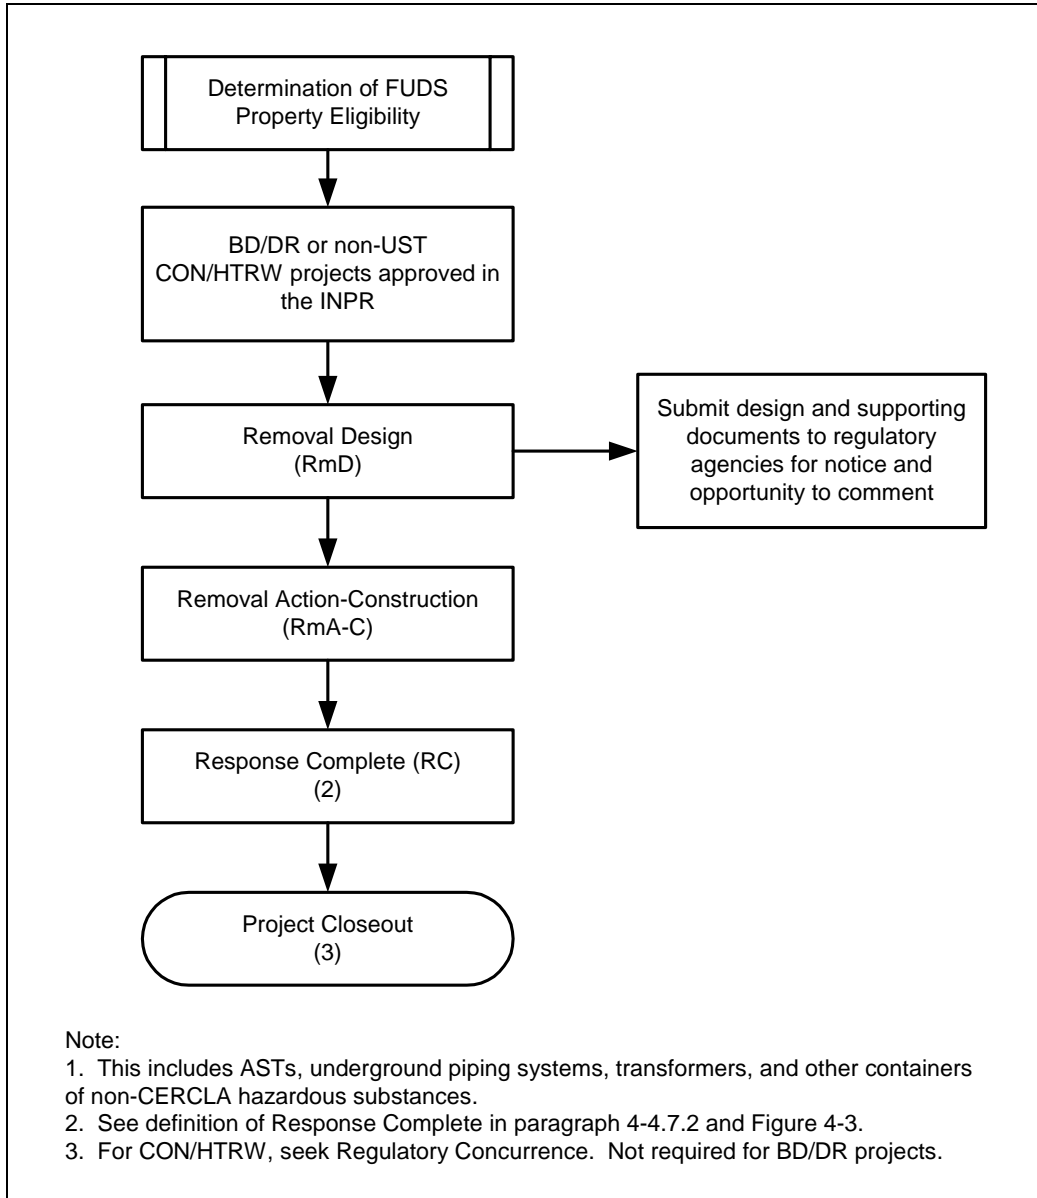 Determination of FUDS
Property Eligibility
BD/DR or non-UST
CON/HTRW projects approved in
the INPR
Removal Design
(RmD)
Submit design and supporting
documents to regulatory
agencies for notice and
opportunity to comment
Removal Action-Construction
(RmA-C)
Response Complete (RC)
(2)
Project Closeout
(3)
Note:
1. This includes ASTs, underground piping systems, transformers, and other containers
of non-CERCLA hazardous substances.
2. See definition of Response Complete in paragraph 4-4.7.2 and Figure 4-3.
3. For CON/HTRW, seek Regulatory Concurrence. Not required for BD/DR projects.